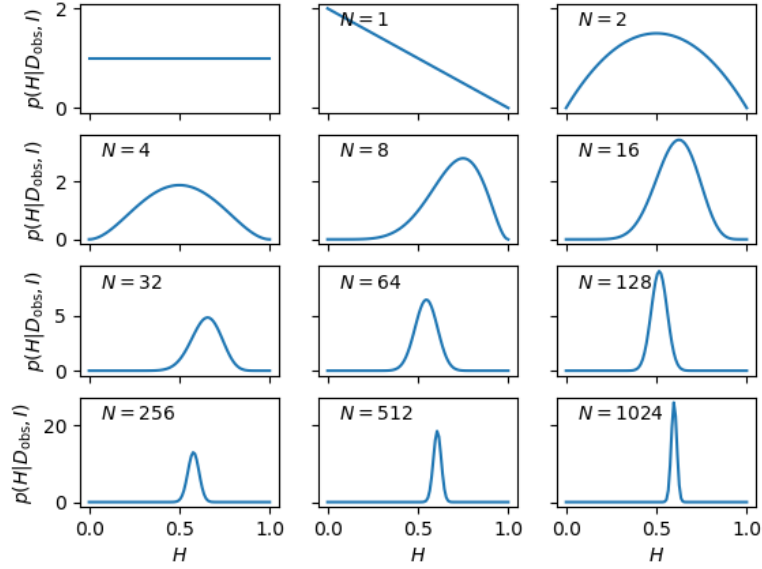 2
0
p(H|D_obs, I)
N = 1
N = 2
2
0
p(H|D_obs, I)
N = 4
N = 8
N = 16
5
0
p(H|D_obs, I)
N = 32
N = 64
N = 128
20
0
p(H|D_obs, I)
N = 256
N = 512
N = 1024
0.0 0.5 1.0
0.0 0.5 1.0
0.0 0.5 1.0
H
H
H